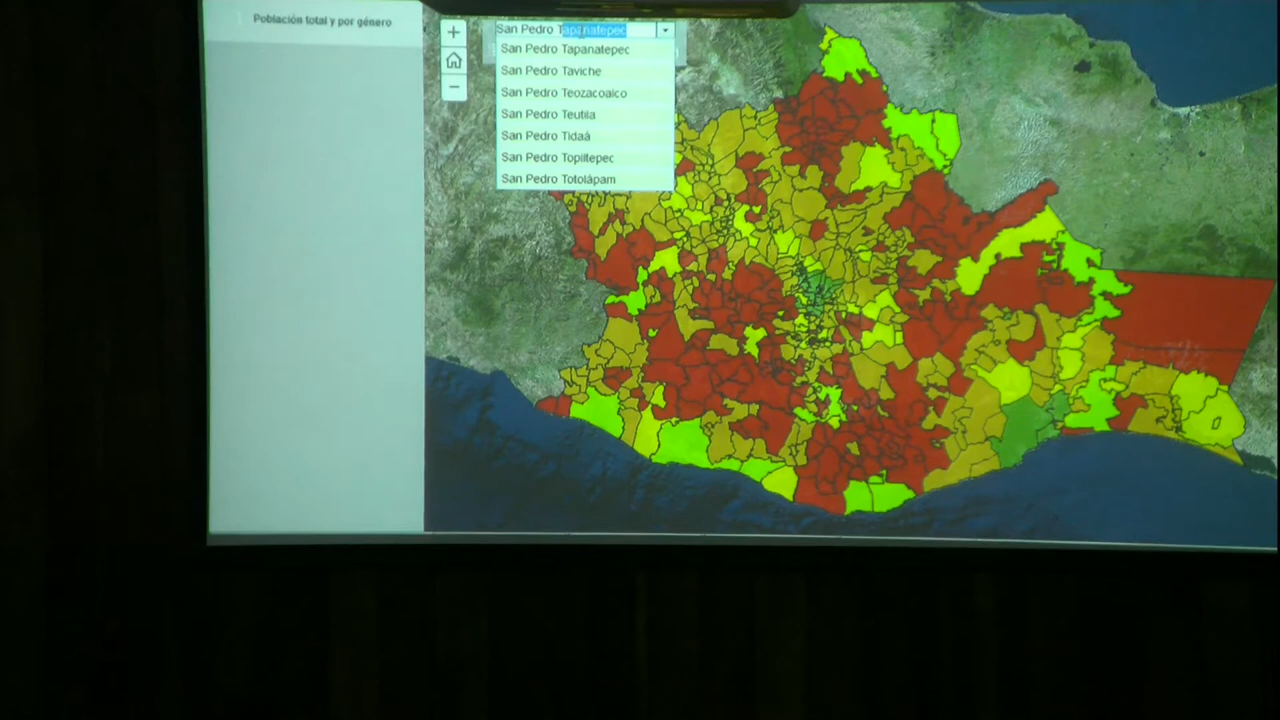 Población total y por género
+
San Pedro Tapanatepec
San Pedro Tapanatepec
San Pedro Taviche
San Pedro Teozacoalco
San Pedro Teutila
San Pedro Tidaá
San Pedro Topiltepec
San Pedro Totolápam
−